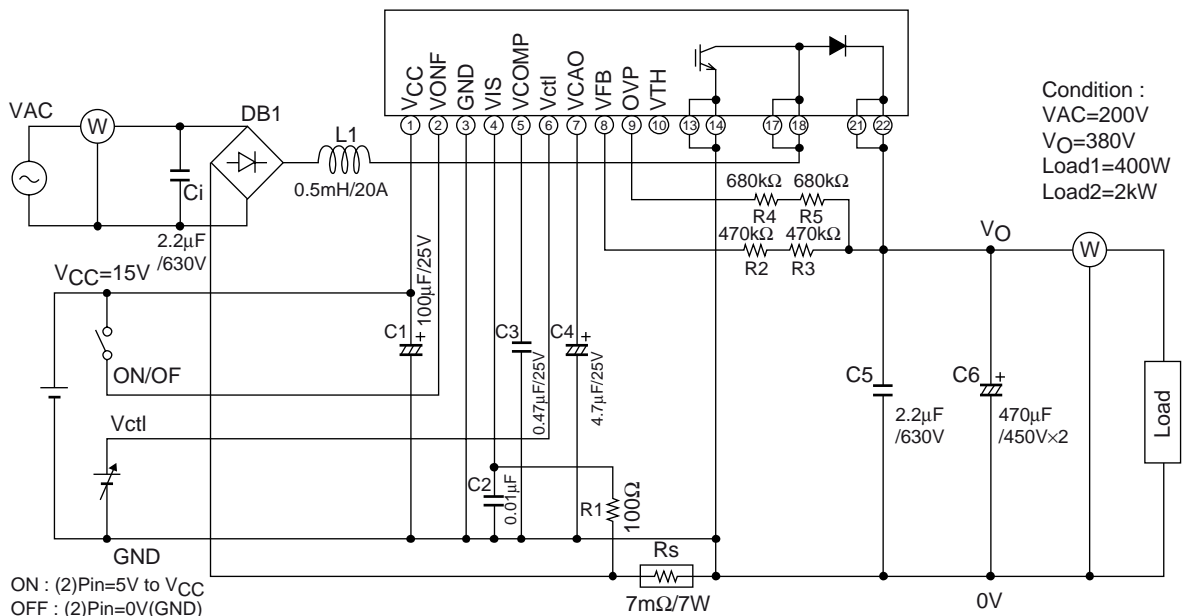 VCC
VONF
GND
VIS
VCOMP
Vctl
VCAO
VFB
OVP
VTH
1
2
3
4
5
6
7
8
9
10
13
14
17
18
21
22
Condition :
VAC=200V
VO=380V
Load1=400W
Load2=2kW
VAC
W
DB1
L1
0.5mH/20A
Ci
2.2μF
/630V
680kΩ
680kΩ
R4
R5
470kΩ
470kΩ
R2
R3
VO
W
VCC=15V
100μF/25V
C1
+
C3
0.47μF/25V
C4
+
4.7μF/25V
ON/OF
Vctl
C5
2.2μF
/630V
C6
+
470μF
/450V×2
Load
C2
0.01μF
R1
100Ω
GND
Rs
7mΩ/7W
0V
ON : (2)Pin=5V to VCC
OFF : (2)Pin=0V(GND)